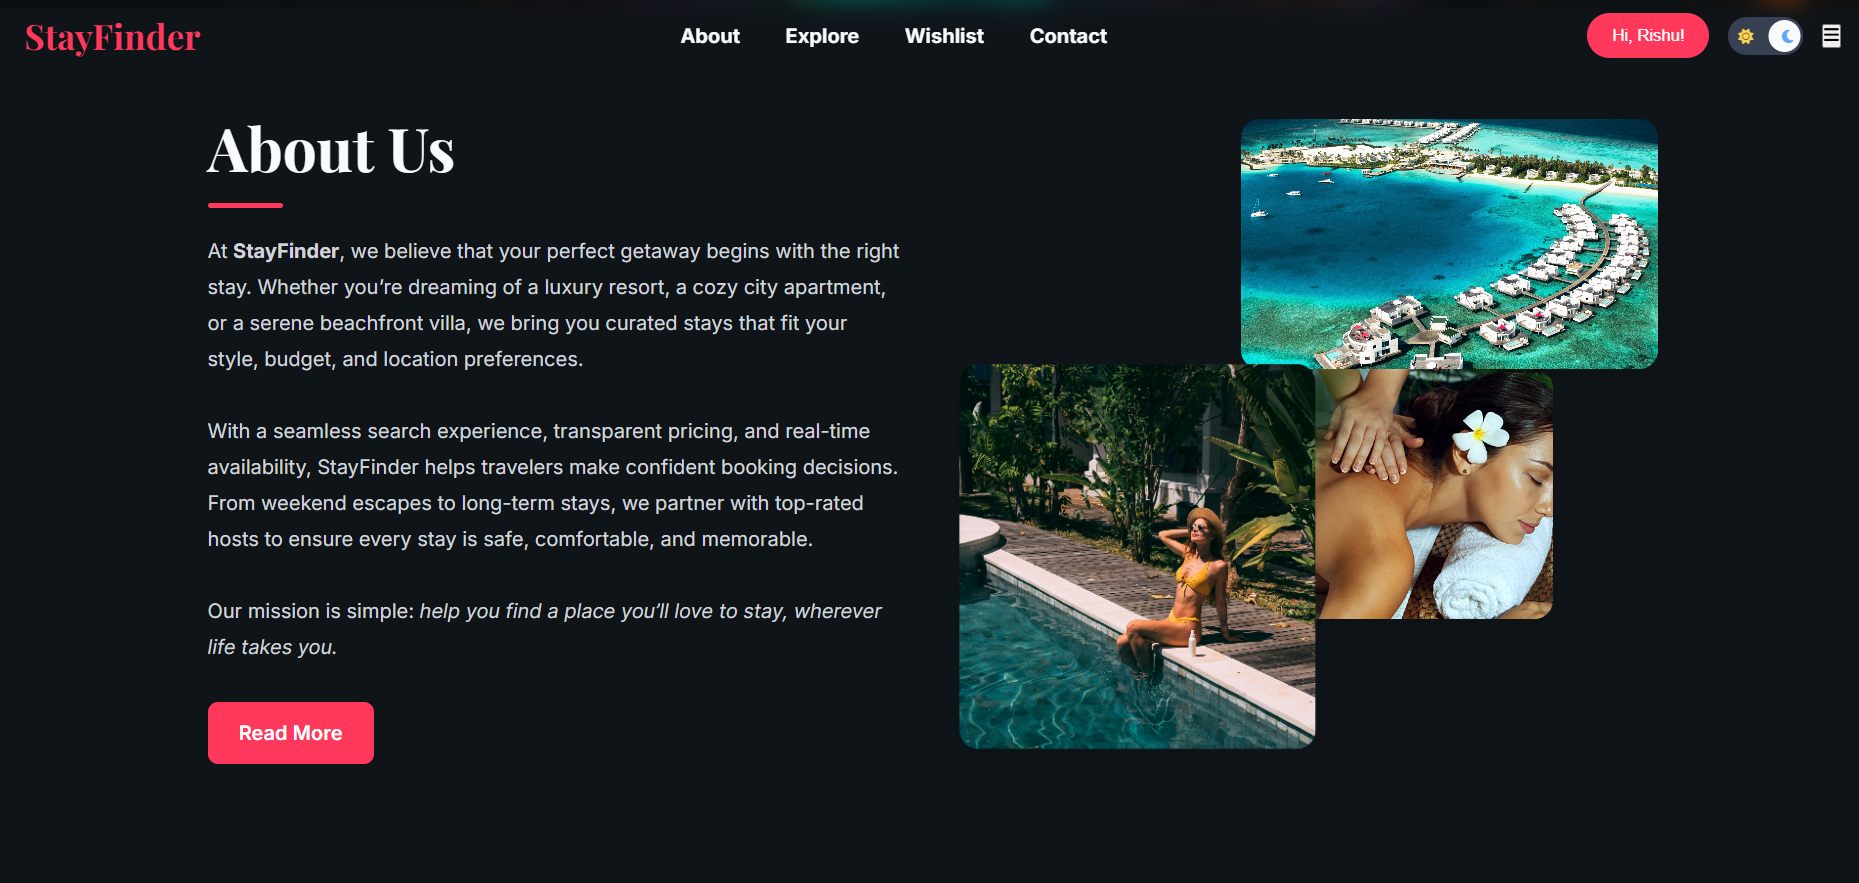 StayFinder
About
Explore
Wishlist
Contact
Hi, Rishu!
About Us
At StayFinder, we believe that your perfect getaway begins with the right
stay. Whether you’re dreaming of a luxury resort, a cozy city apartment,
or a serene beachfront villa, we bring you curated stays that fit your
style, budget, and location preferences.
With a seamless search experience, transparent pricing, and real-time
availability, StayFinder helps travelers make confident booking decisions.
From weekend escapes to long-term stays, we partner with top-rated
hosts to ensure every stay is safe, comfortable, and memorable.
Our mission is simple: help you find a place you’ll love to stay, wherever
life takes you.
Read More